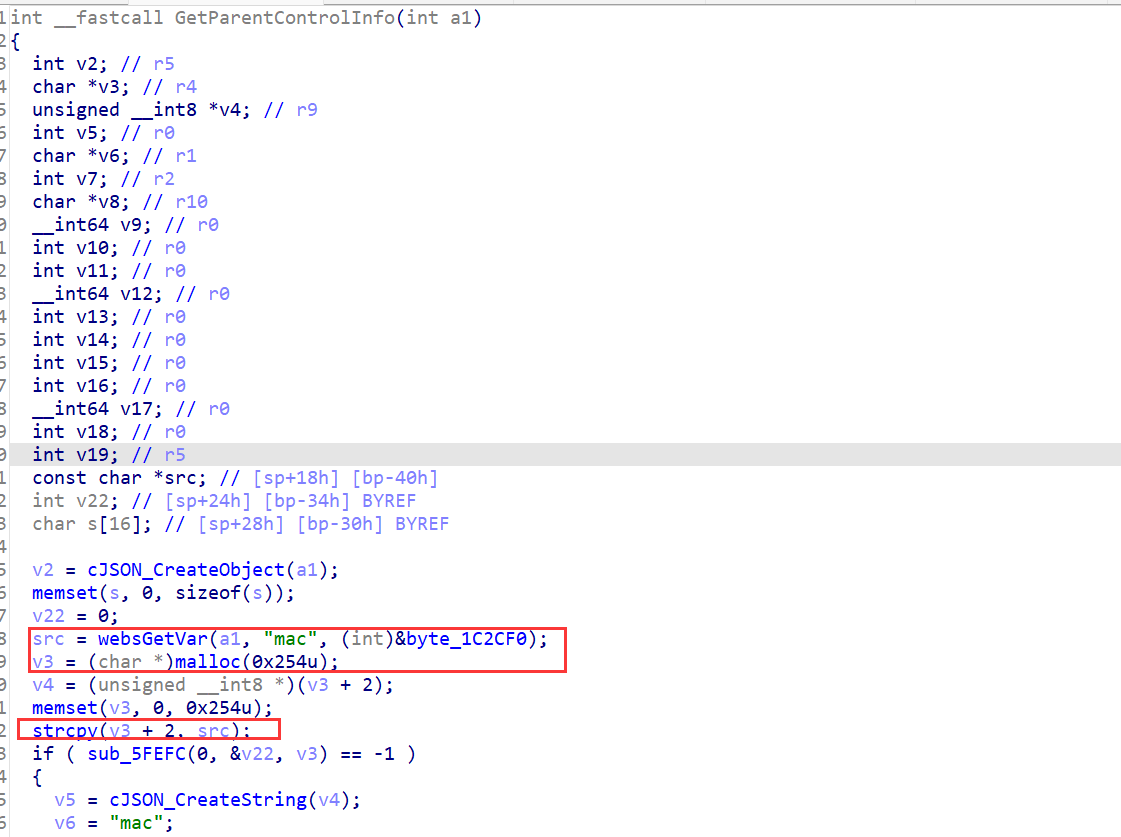 1 int __fastcall GetParentControlInfo(int a1)
2 {
3 int v2; // r5
4 char *v3; // r4
5 unsigned __int8 *v4; // r9
6 int v5; // r0
7 char *v6; // r1
8 int v7; // r2
9 char *v8; // r10
0 __int64 v9; // r0
1 int v10; // r0
2 int v11; // r0
3 __int64 v12; // r0
4 int v13; // r0
5 int v14; // r0
6 int v15; // r0
7 int v16; // r0
8 __int64 v17; // r0
9 int v18; // r0
0 int v19; // r5
1 const char *src; // [sp+18h] [bp-40h]
2 int v22; // [sp+24h] [bp-34h] BYREF
3 char s[16]; // [sp+28h] [bp-30h] BYREF
4
5 v2 = cJSON_CreateObject(a1);
6 memset(s, 0, sizeof(s));
7 v22 = 0;
8 src = websGetVar(a1, "mac", (int)&byte_1C2CF0);
9 v3 = (char *)malloc(0x254u);
0 v4 = (unsigned __int8 *)(v3 + 2);
1 memset(v3, 0, 0x254u);
2 strcpy(v3 + 2, src);
3 if ( sub_5FEFC(0, &v22, v3) == -1 )
4 {
5 v5 = cJSON_CreateString(v4);
6 v6 = "mac";